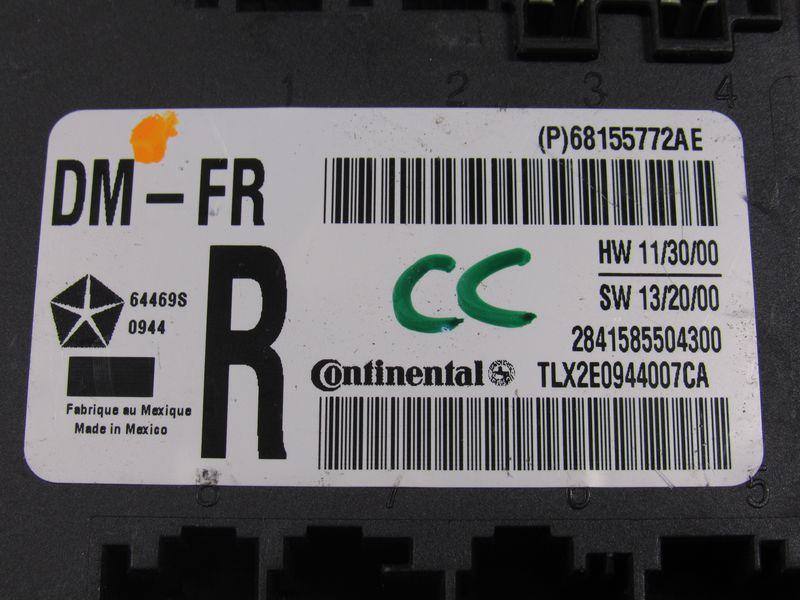 1 2 3 4
(P)68155772AE
DM-FR
HW 11/30/00
R
CC
64469S
SW 13/20/00
0944
2841585504300
Continental
TLX2E0944007CA
Fabrique au Mexique
Made in Mexico
8 7 6 5